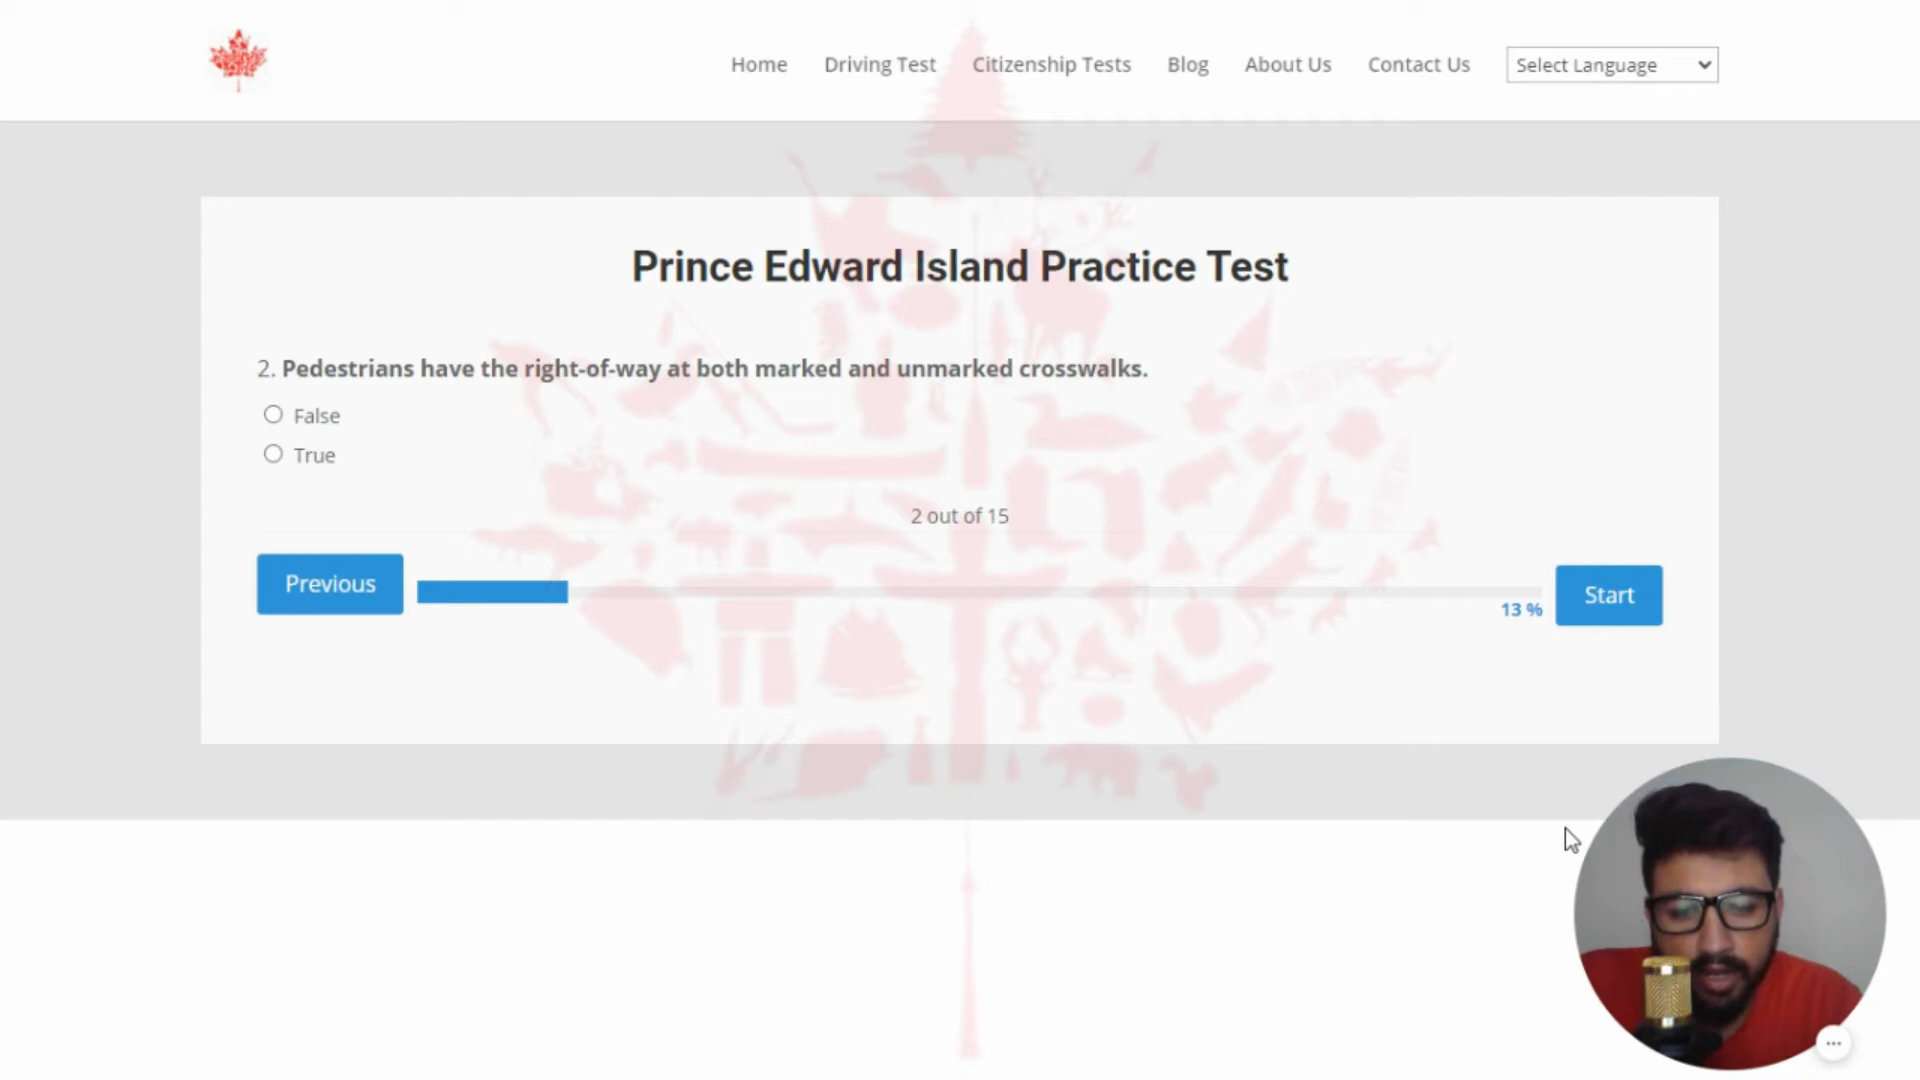 Home Driving Test Citizenship Tests Blog About Us Contact Us Select Language
Prince Edward Island Practice Test
2. Pedestrians have the right-of-way at both marked and unmarked crosswalks.
False
True
2 out of 15
Previous
13 %
Start